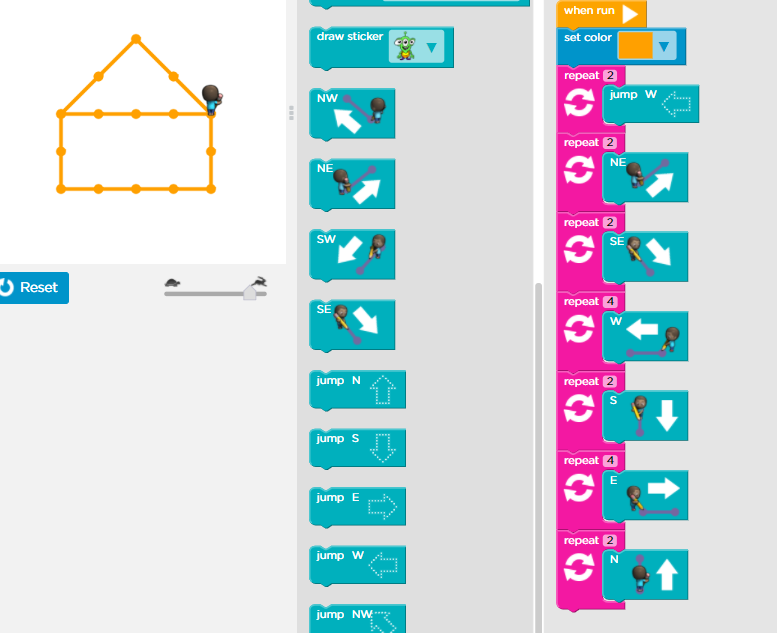 Reset
draw sticker
NW
NE
SW
SE
jump N
jump S
jump E
jump W
jump NW
when run
set color
repeat 2
jump W
repeat 2
NE
repeat 2
SE
repeat 4
W
repeat 2
S
repeat 4
E
repeat 2
N